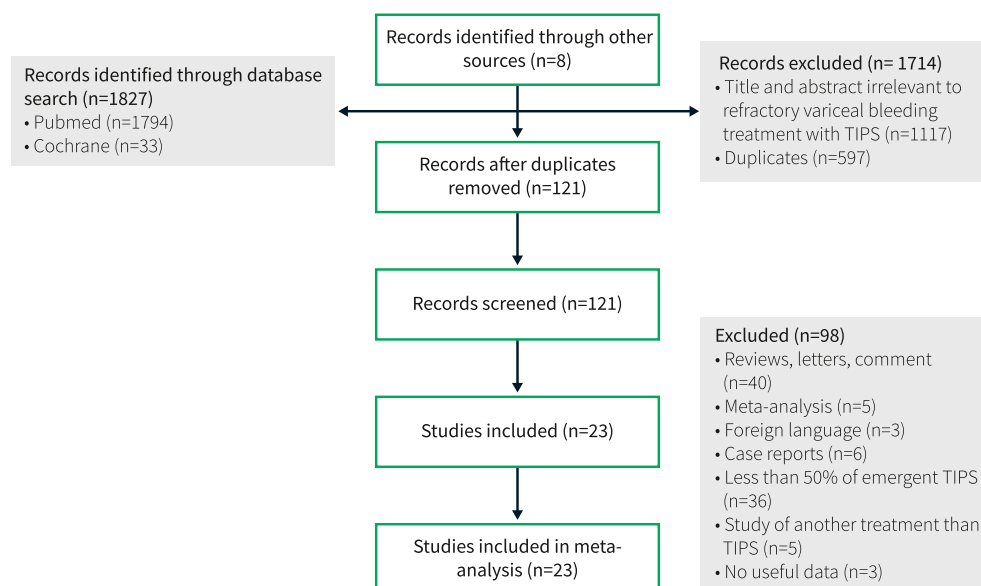 Records identified through other
sources (n=8)
Records identified through database
search (n=1827)
• Pubmed (n=1794)
• Cochrane (n=33)
Records excluded (n= 1714)
• Title and abstract irrelevant to
refractory variceal bleeding
treatment with TIPS (n=1117)
• Duplicates (n=597)
Records after duplicates
removed (n=121)
Records screened (n=121)
Excluded (n=98)
• Reviews, letters, comment
(n=40)
• Meta-analysis (n=5)
• Foreign language (n=3)
• Case reports (n=6)
• Less than 50% of emergent TIPS
(n=36)
• Study of another treatment than
TIPS (n=5)
• No useful data (n=3)
Studies included (n=23)
Studies included in meta-
analysis (n=23)